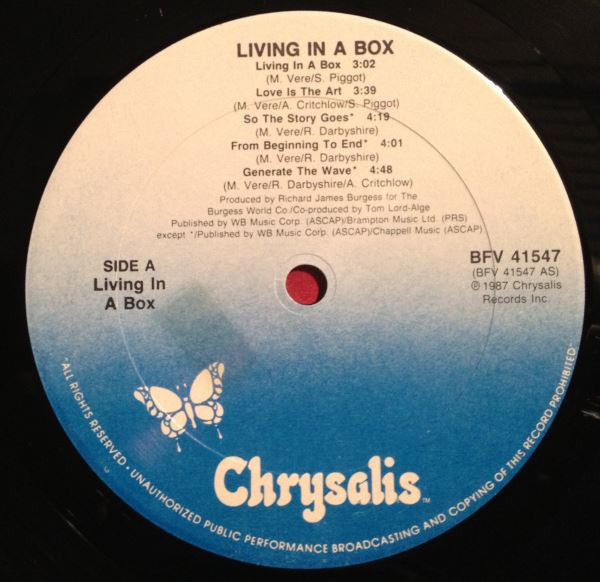 LIVING IN A BOX
Living In A Box 3:02
(M. Vere/S. Piggot)
Love Is The Art 3:39
(M. Vere/A. Critchlow/S. Piggot)
So The Story Goes* 4:19
(M. Vere/R. Darbyshire)
From Beginning To End* 4:01
(M. Vere/R. Darbyshire)
Generate The Wave* 4:48
(M. Vere/R. Darbyshire/A. Critchlow)
Produced by Richard James Burgess for The
Burgess World Co./Co-produced by Tom Lord-Alge
Published by WB Music Corp. (ASCAP)/Brampton Music Ltd. (PRS)
except */Published by WB Music Corp. (ASCAP)/Chappell Music (ASCAP)
SIDE A
Living In
A Box
BFV 41547
(BFV 41547 AS)
℗ 1987 Chrysalis
Records Inc.
Chrysalis™
*ALL RIGHTS RESERVED • UNAUTHORIZED PUBLIC PERFORMANCE BROADCASTING AND COPYING OF THIS RECORD PROHIBITED*